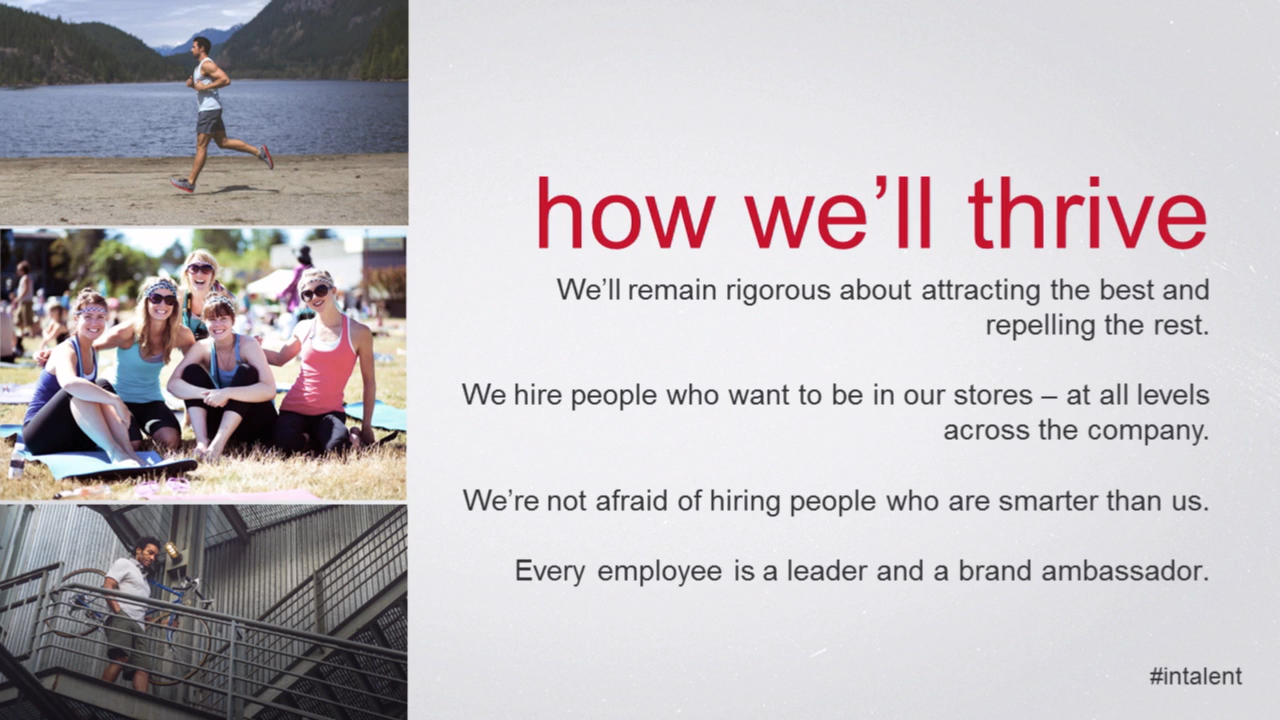 how we’ll thrive
We’ll remain rigorous about attracting the best and
repelling the rest.
We hire people who want to be in our stores – at all levels
across the company.
We’re not afraid of hiring people who are smarter than us.
Every employee is a leader and a brand ambassador.
#intalent